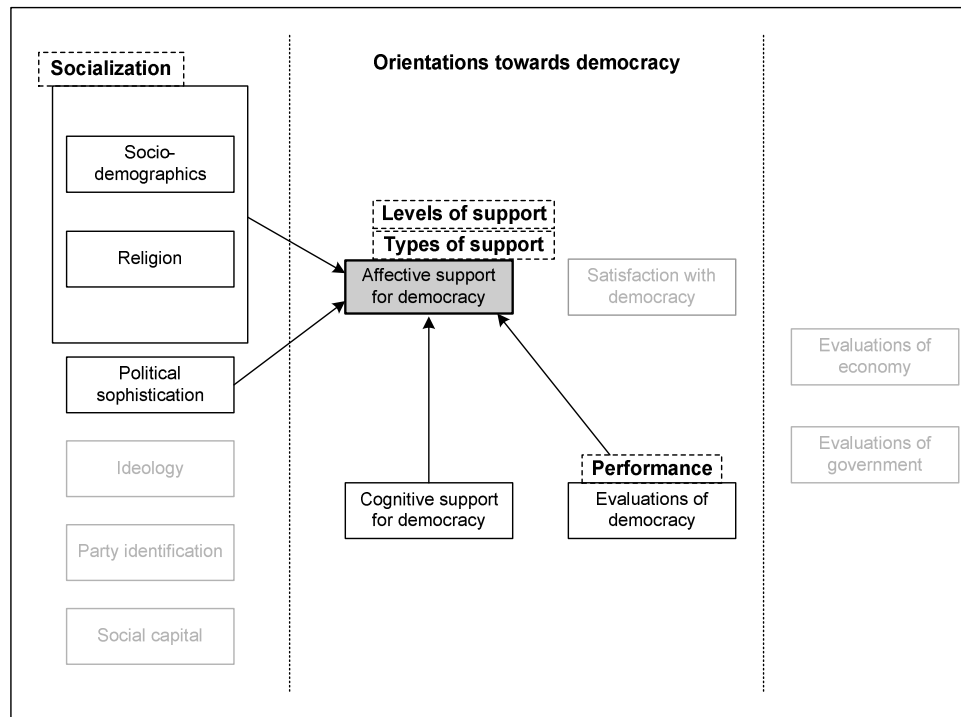 Socialization
Orientations towards democracy
Socio-
demographics
Religion
Levels of support
Types of support
Affective support
for democracy
Satisfaction with
democracy
Evaluations of
economy
Political
sophistication
Ideology
Evaluations of
government
Performance
Cognitive support
for democracy
Evaluations of
democracy
Party identification
Social capital